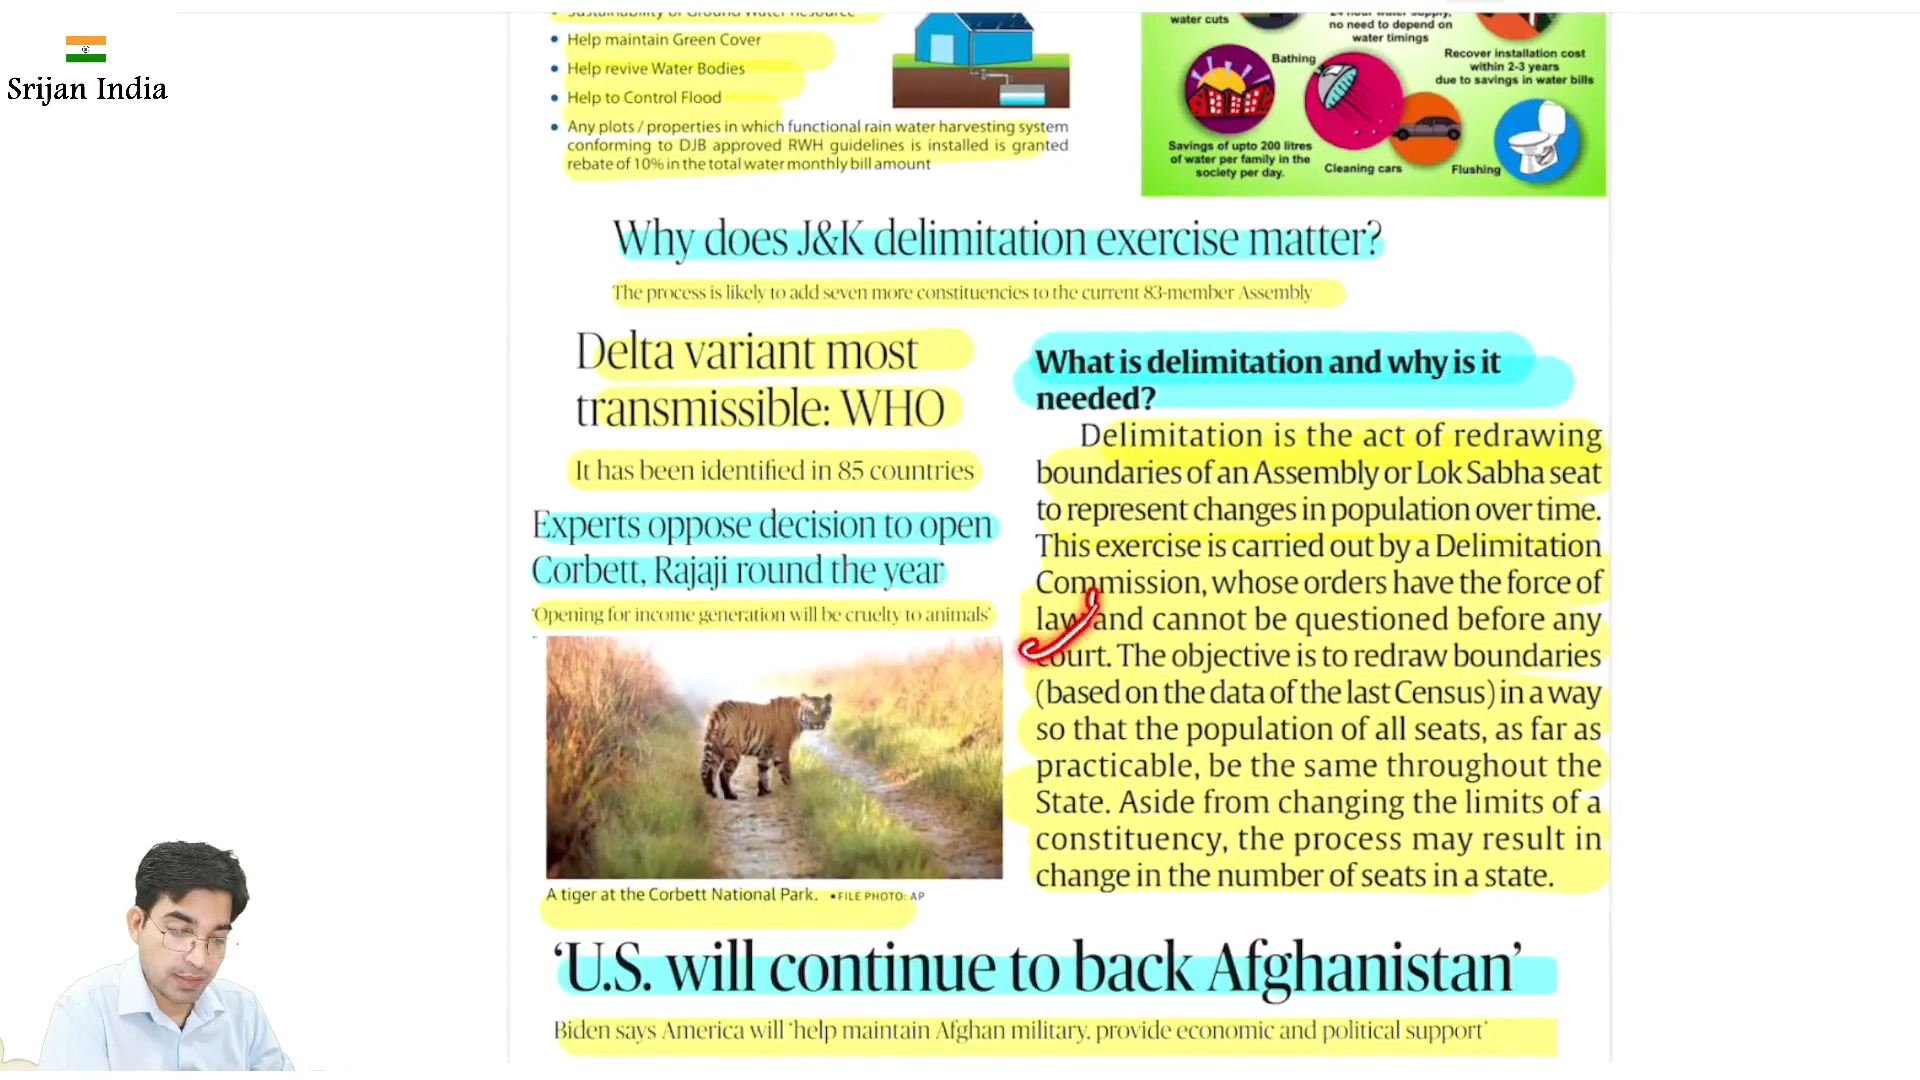 Srijan India
Sustainability of Ground Water Resource
Help maintain Green Cover
Help revive Water Bodies
Help to Control Flood
Any plots / properties in which functional rain water harvesting system
conforming to DJB approved RWH guidelines is installed is granted
rebate of 10% in the total water monthly bill amount
water cuts
24 hour water supply,
no need to depend on
water timings
Bathing
Recover installation cost
within 2-3 years
due to savings in water bills
Savings of upto 200 litres
of water per family in the
society per day.
Cleaning cars
Flushing
Why does J&K delimitation exercise matter?
The process is likely to add seven more constituencies to the current 83-member Assembly
Delta variant most
transmissible: WHO
It has been identified in 85 countries
Experts oppose decision to open
Corbett, Rajaji round the year
'Opening for income generation will be cruelty to animals'
A tiger at the Corbett National Park. ▪FILE PHOTO: AP
What is delimitation and why is it
needed?
Delimitation is the act of redrawing
boundaries of an Assembly or Lok Sabha seat
to represent changes in population over time.
This exercise is carried out by a Delimitation
Commission, whose orders have the force of
law and cannot be questioned before any
court. The objective is to redraw boundaries
(based on the data of the last Census) in a way
so that the population of all seats, as far as
practicable, be the same throughout the
State. Aside from changing the limits of a
constituency, the process may result in
change in the number of seats in a state.
‘U.S. will continue to back Afghanistan’
Biden says America will ‘help maintain Afghan military, provide economic and political support’